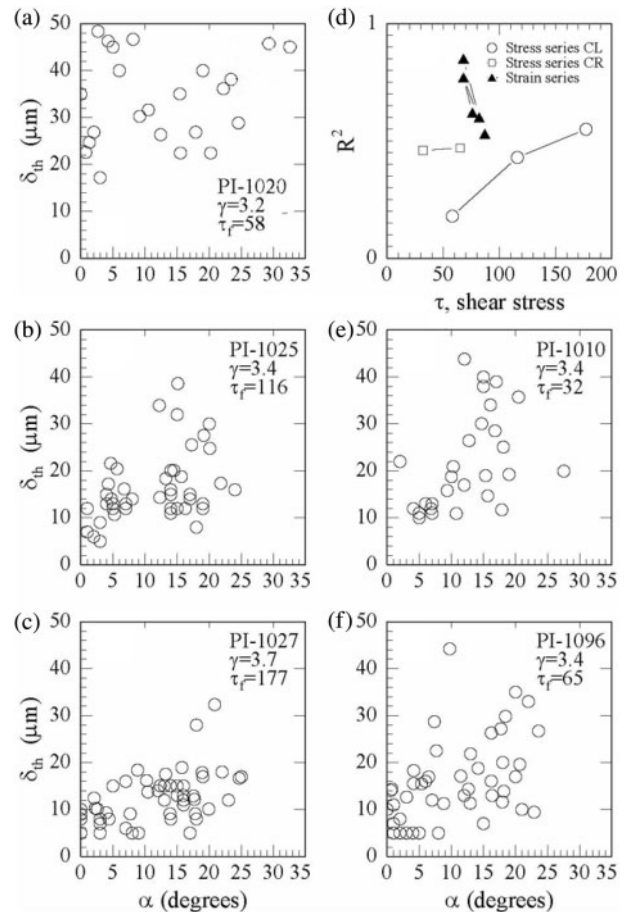 (a)
50
40
30
20
10
0
δth (μm)
0 5 10 15 20 25 30 35
PI-1020
γ=3.2
τf=58
(d)
1
0
R²
Stress series CL
Stress series CR
Strain series
0 50 100 150 200
τ, shear stress
(b)
50
40
30
20
10
0
δth (μm)
0 5 10 15 20 25 30 35
PI-1025
γ=3.4
τf=116
(e)
50
40
30
20
10
0
0 5 10 15 20 25 30 35
PI-1010
γ=3.4
τf=32
(c)
50
40
30
20
10
0
δth (μm)
0 5 10 15 20 25 30 35
α (degrees)
PI-1027
γ=3.7
τf=177
(f)
50
40
30
20
10
0
0 5 10 15 20 25 30 35
α (degrees)
PI-1096
γ=3.4
τf=65